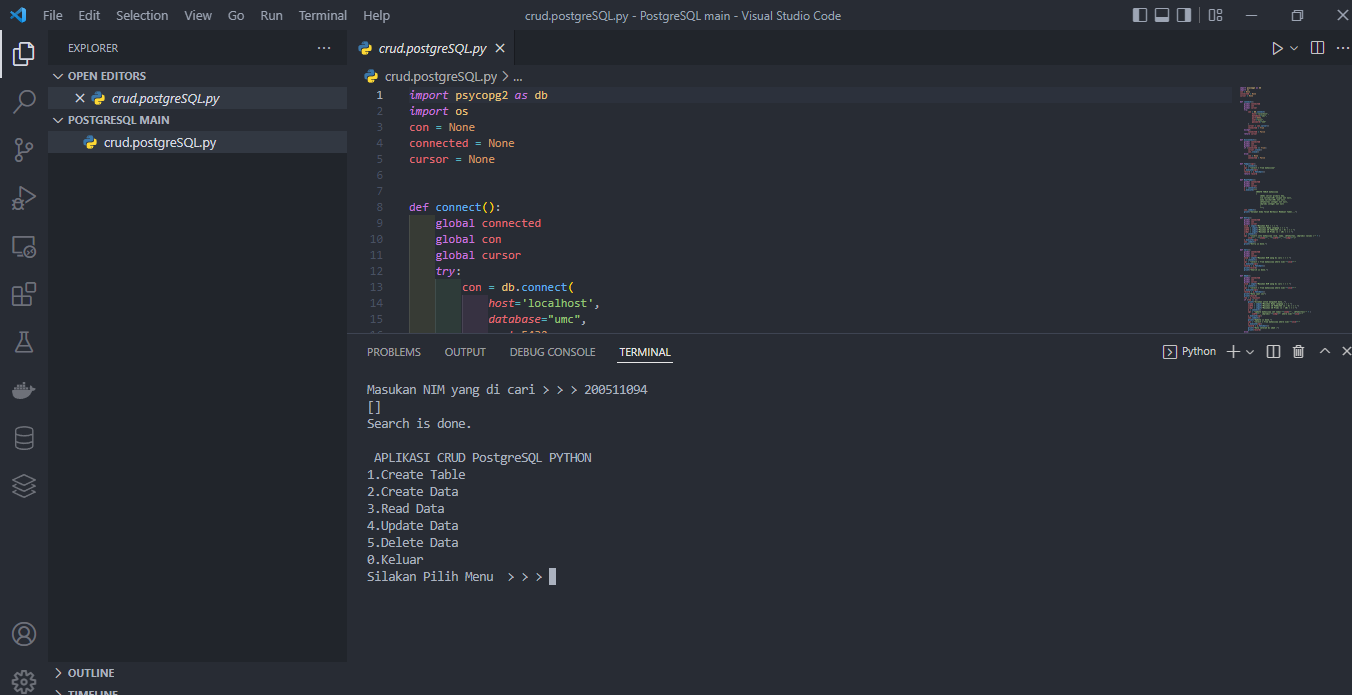 File Edit Selection View Go Run Terminal Help
crud.postgreSQL.py - PostgreSQL main - Visual Studio Code
EXPLORER
OPEN EDITORS
crud.postgreSQL.py
POSTGRESQL MAIN
crud.postgreSQL.py
OUTLINE
TIMELINE
crud.postgreSQL.py
crud.postgreSQL.py > ...
1 import psycopg2 as db
2 import os
3 con = None
4 connected = None
5 cursor = None
6
7
8 def connect():
9 global connected
10 global con
11 global cursor
12 try:
13 con = db.connect(
14 host='localhost',
15 database="umc",
PROBLEMS OUTPUT DEBUG CONSOLE TERMINAL
Python
Masukan NIM yang di cari > > > 200511094
[]
Search is done.
APLIKASI CRUD PostgreSQL PYTHON
1.Create Table
2.Create Data
3.Read Data
4.Update Data
5.Delete Data
0.Keluar
Silakan Pilih Menu > > >